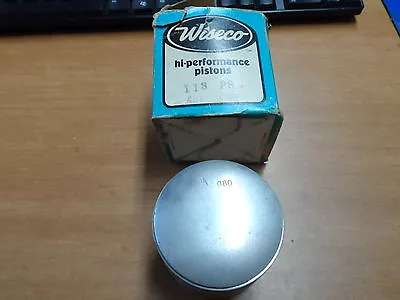 Wiseco
hi-performance
pistons
113 P8
K 080